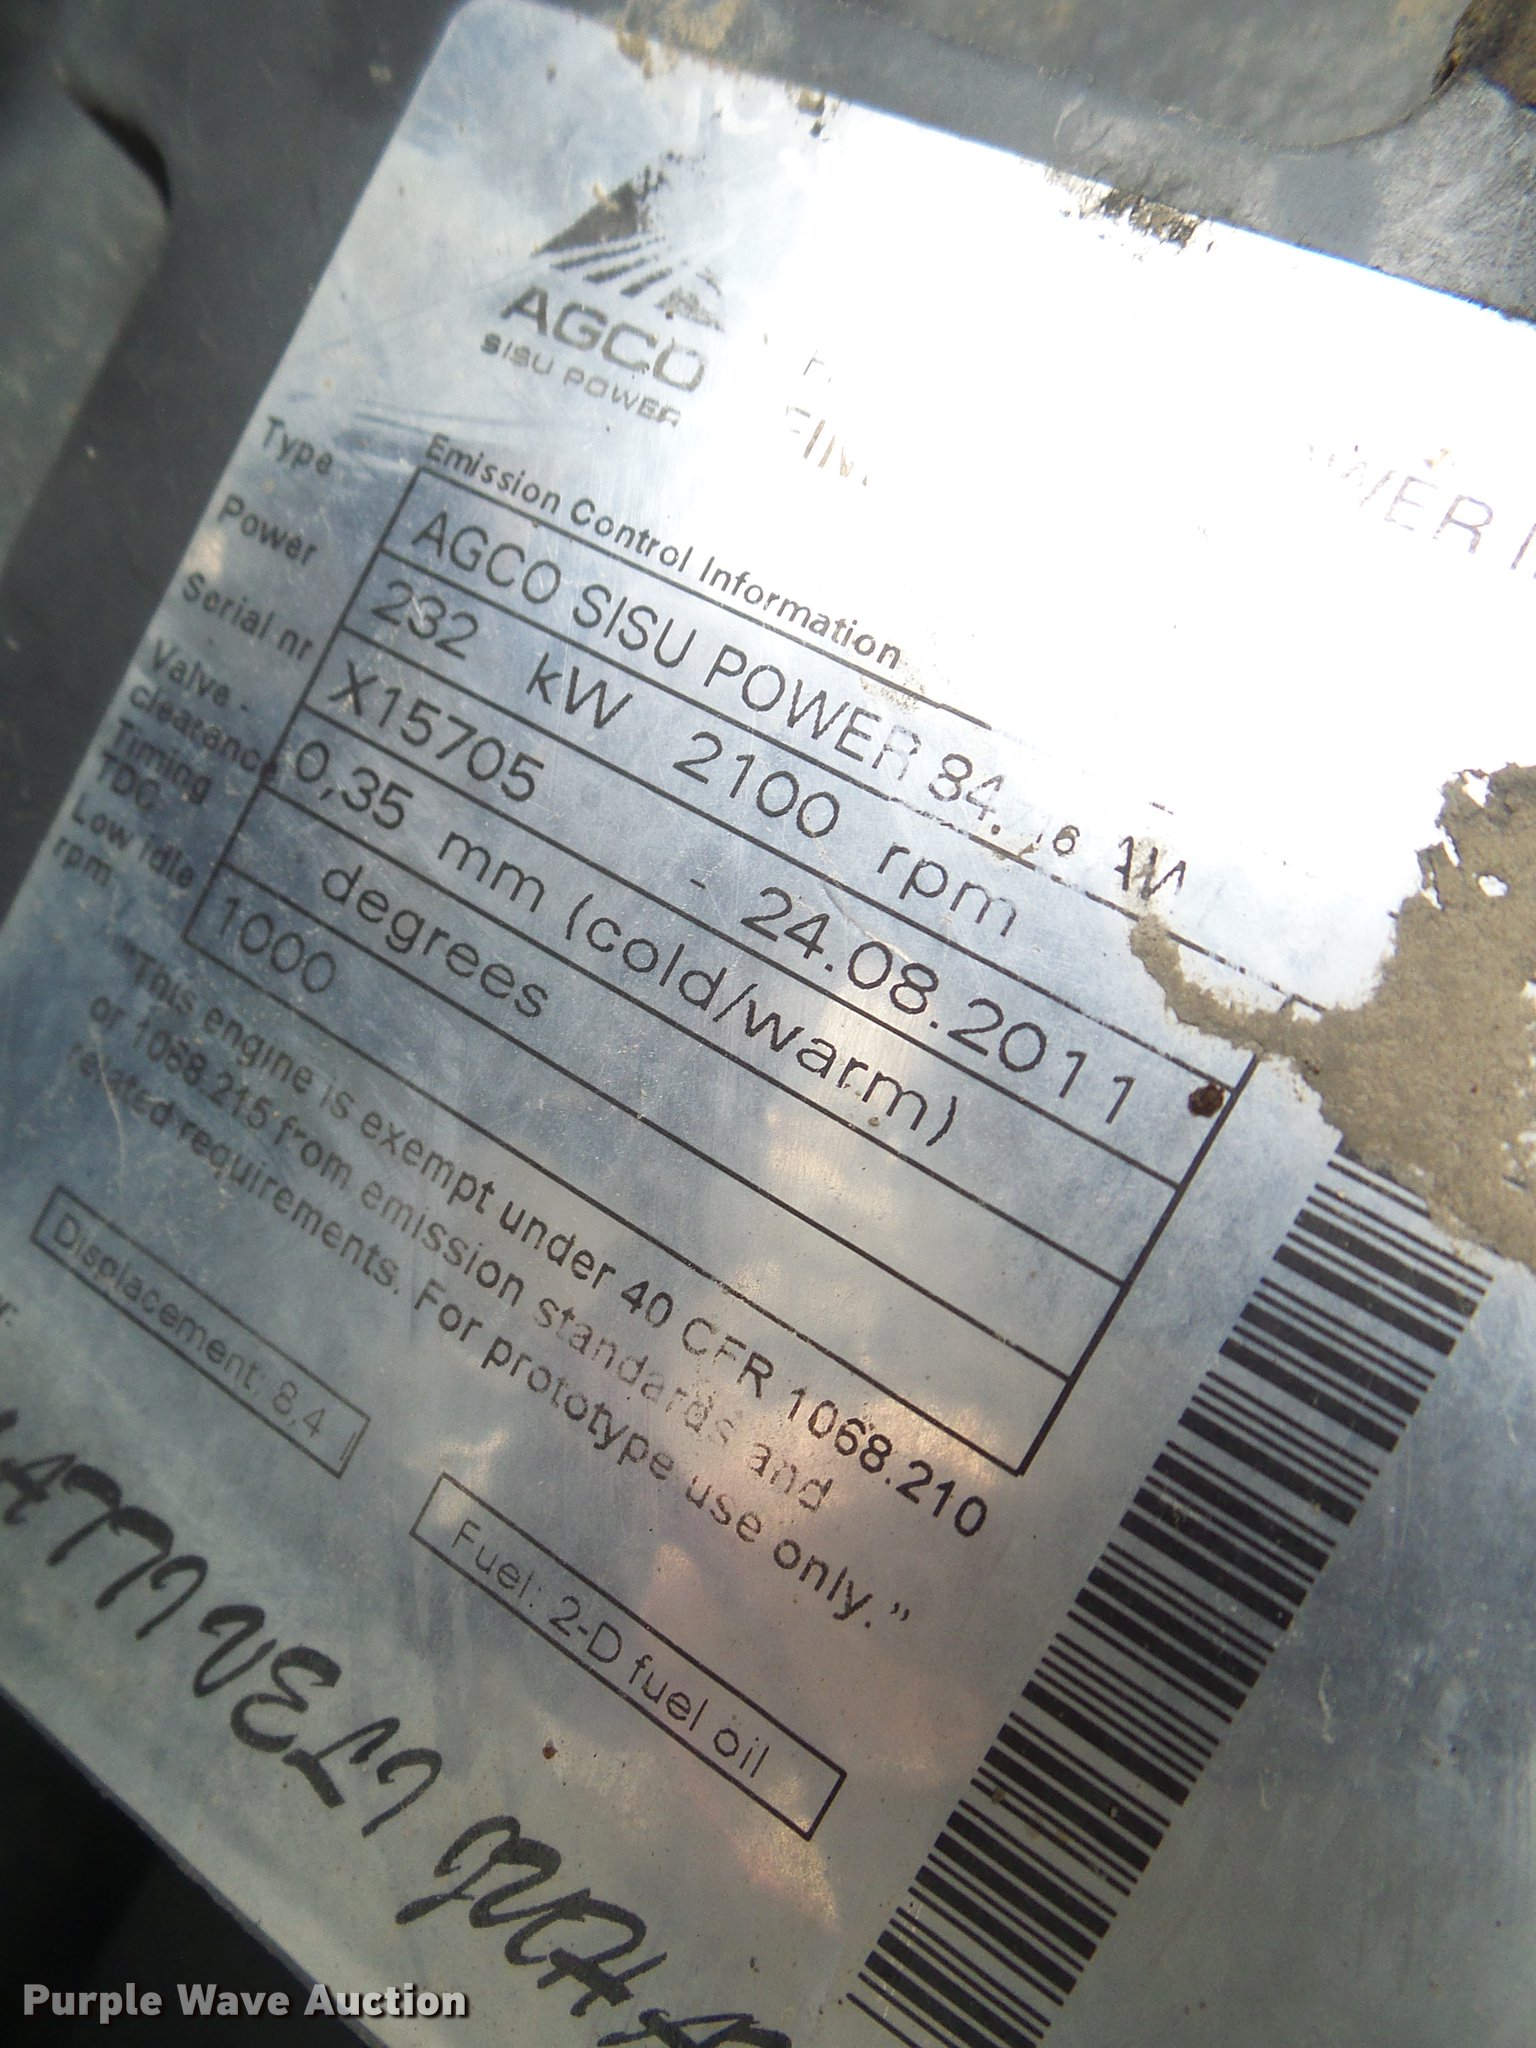 AGCO
SISU POWER
Emission Control Information
Type AGCO SISU POWER 84.
Power 232 kW 2100 rpm
Serial nr X15705 - 24.08.2011
Valve - clearance 0,35 mm (cold/warm)
Timing TDC degrees
Low idle rpm 1000
"This engine is exempt under 40 CFR 1068.210
or 1068.215 from emission standards and
related requirements. For prototype use only."
Displacement: 8,4 l
Fuel: 2-D fuel oil
Purple Wave Auction